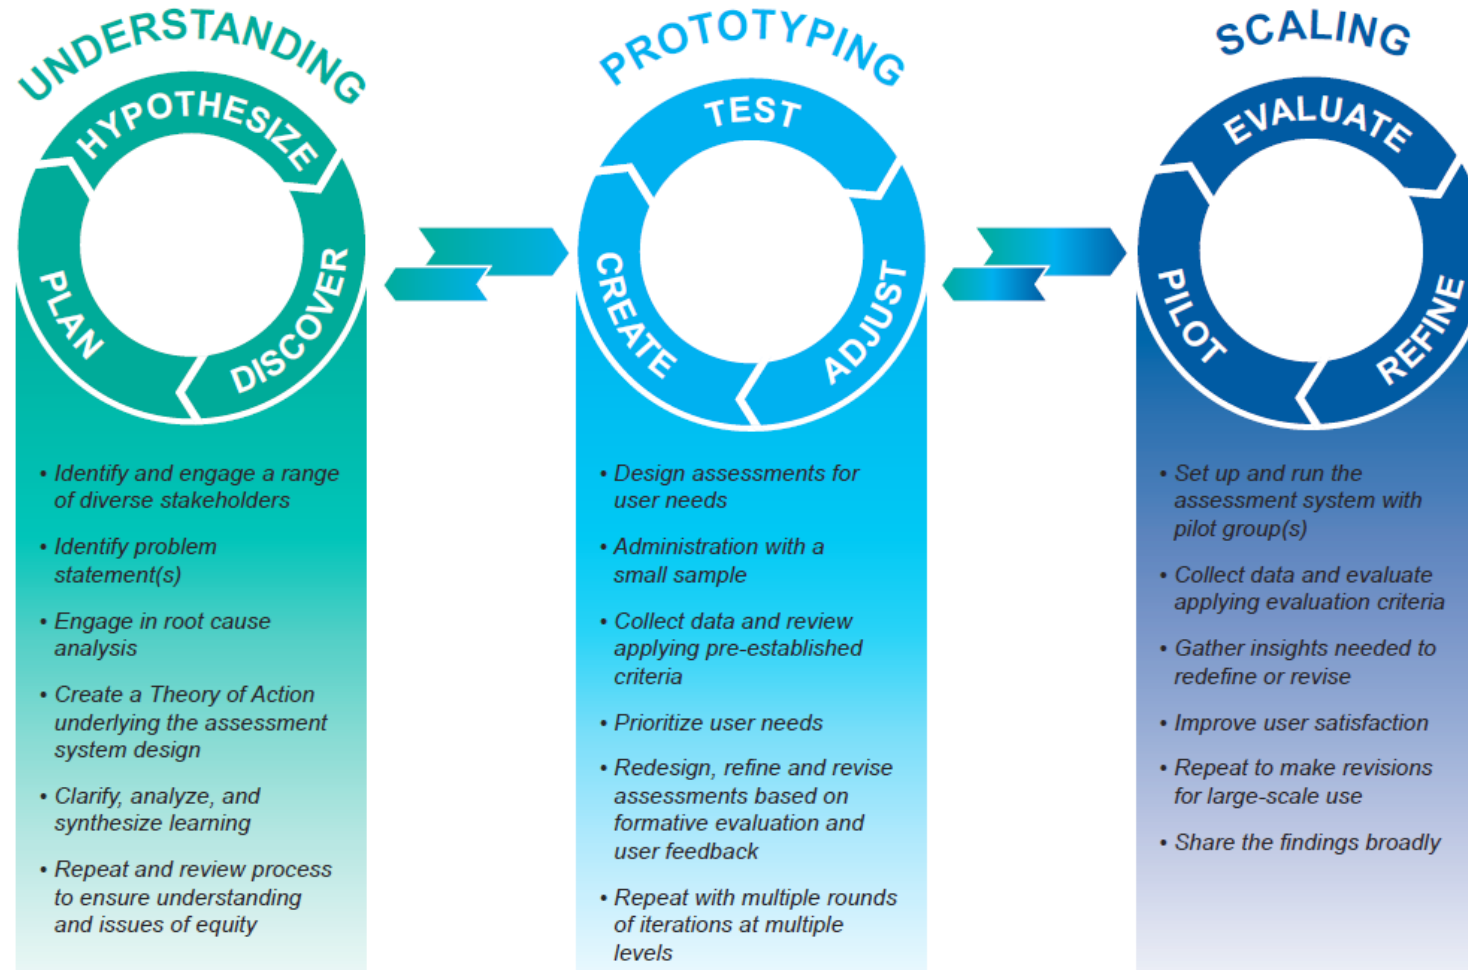 UNDERSTANDING
HYPOTHESIZE
PLAN
DISCOVER
• Identify and engage a range
of diverse stakeholders
• Identify problem
statement(s)
• Engage in root cause
analysis
• Create a Theory of Action
underlying the assessment
system design
• Clarify, analyze, and
synthesize learning
• Repeat and review process
to ensure understanding
and issues of equity
PROTOTYPING
TEST
CREATE
ADJUST
• Design assessments for
user needs
• Administration with a
small sample
• Collect data and review
applying pre-established
criteria
• Prioritize user needs
• Redesign, refine and revise
assessments based on
formative evaluation and
user feedback
• Repeat with multiple rounds
of iterations at multiple
levels
SCALING
EVALUATE
PILOT
REFINE
• Set up and run the
assessment system with
pilot group(s)
• Collect data and evaluate
applying evaluation criteria
• Gather insights needed to
redefine or revise
• Improve user satisfaction
• Repeat to make revisions
for large-scale use
• Share the findings broadly